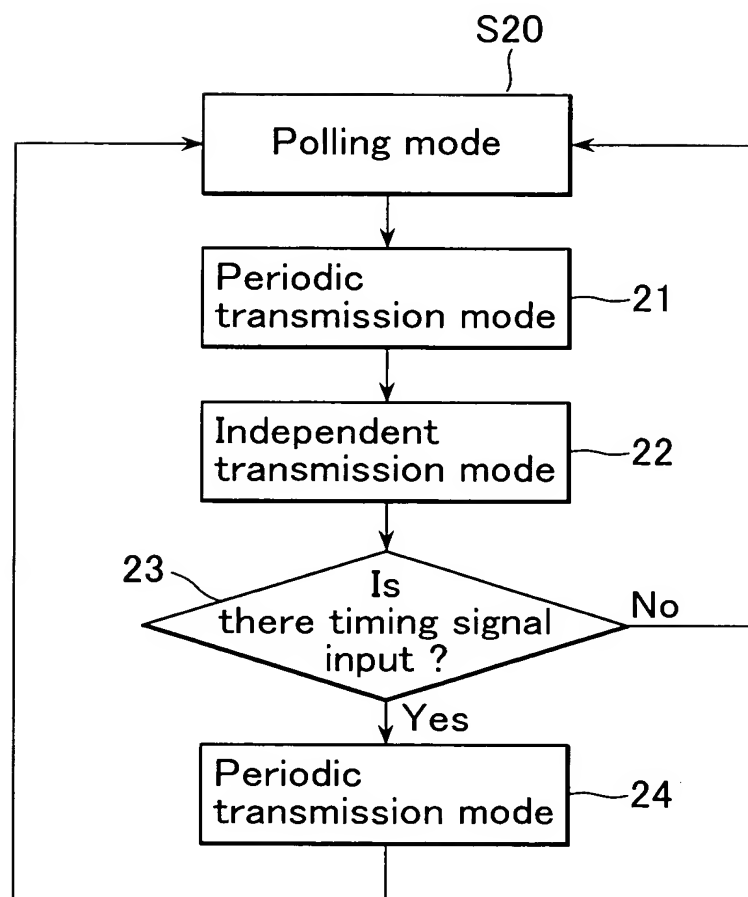 S20
Polling mode
Periodic
transmission mode
21
Independent
transmission mode
22
23
Is
there timing signal
input ?
No
Yes
Periodic
transmission mode
24